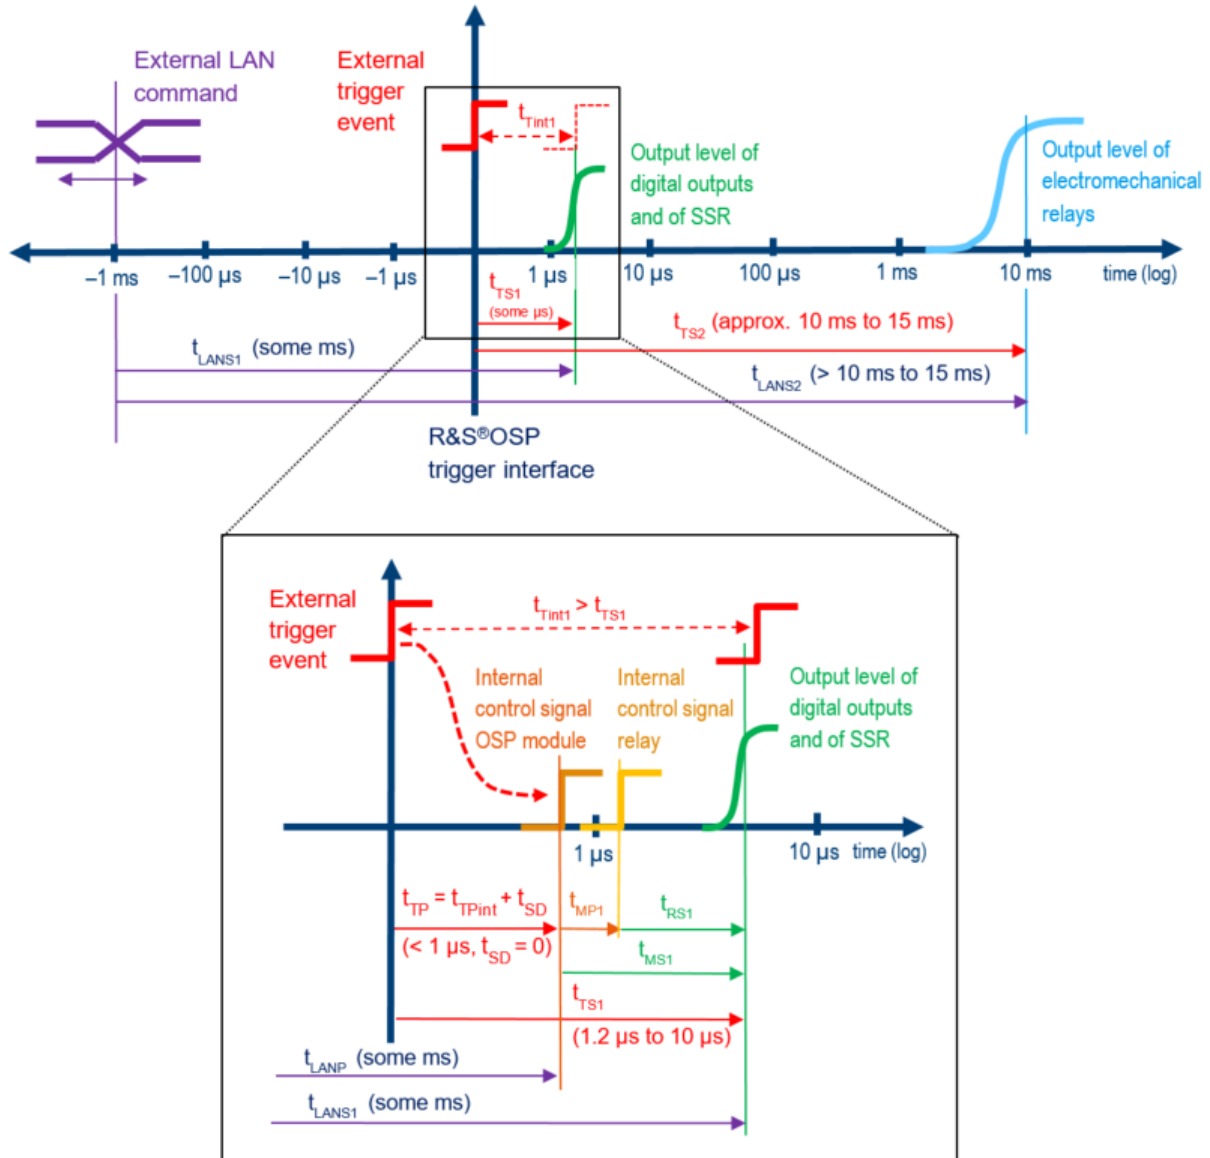 External LAN
command
External
trigger
event
tTint1
Output level of
digital outputs
and of SSR
Output level of
electromechanical
relays
–1 ms
–100 µs
–10 µs
–1 µs
1 µs
10 µs
100 µs
1 ms
10 ms
time (log)
tTS1
(some µs)
tTS2 (approx. 10 ms to 15 ms)
tLANS1 (some ms)
tLANS2 (> 10 ms to 15 ms)
R&S®OSP
trigger interface
External
trigger
event
tTint1 > tTS1
Internal
control signal
OSP module
Internal
control signal
relay
Output level of
digital outputs
and of SSR
1 µs
10 µs
time (log)
tTP = tTPint + tSD
(< 1 µs, tSD = 0)
tMP1
tRS1
tMS1
tTS1
(1.2 µs to 10 µs)
tLANP (some ms)
tLANS1 (some ms)